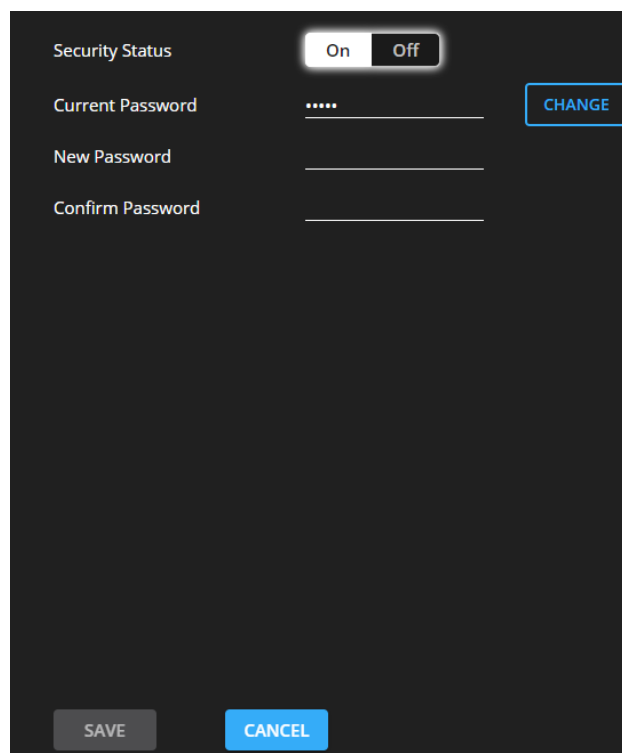 Security Status On Off
Current Password ••••• CHANGE
New Password
Confirm Password
SAVE CANCEL